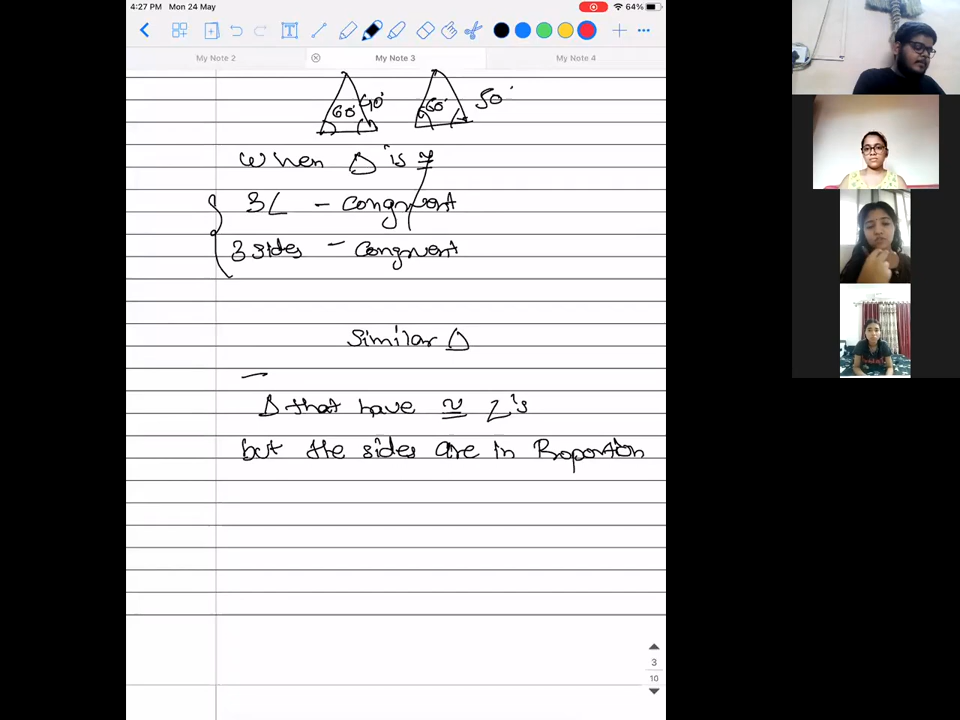 4:27 PM Mon 24 May
64%
My Note 2
My Note 3
My Note 4
60° 40° 60° 50°
When Δ is ≅
3∠ - congruent
3 sides - congruent
Similar Δ
Δ that have ≅ ∠'s
but the sides are in Proportion
3
10